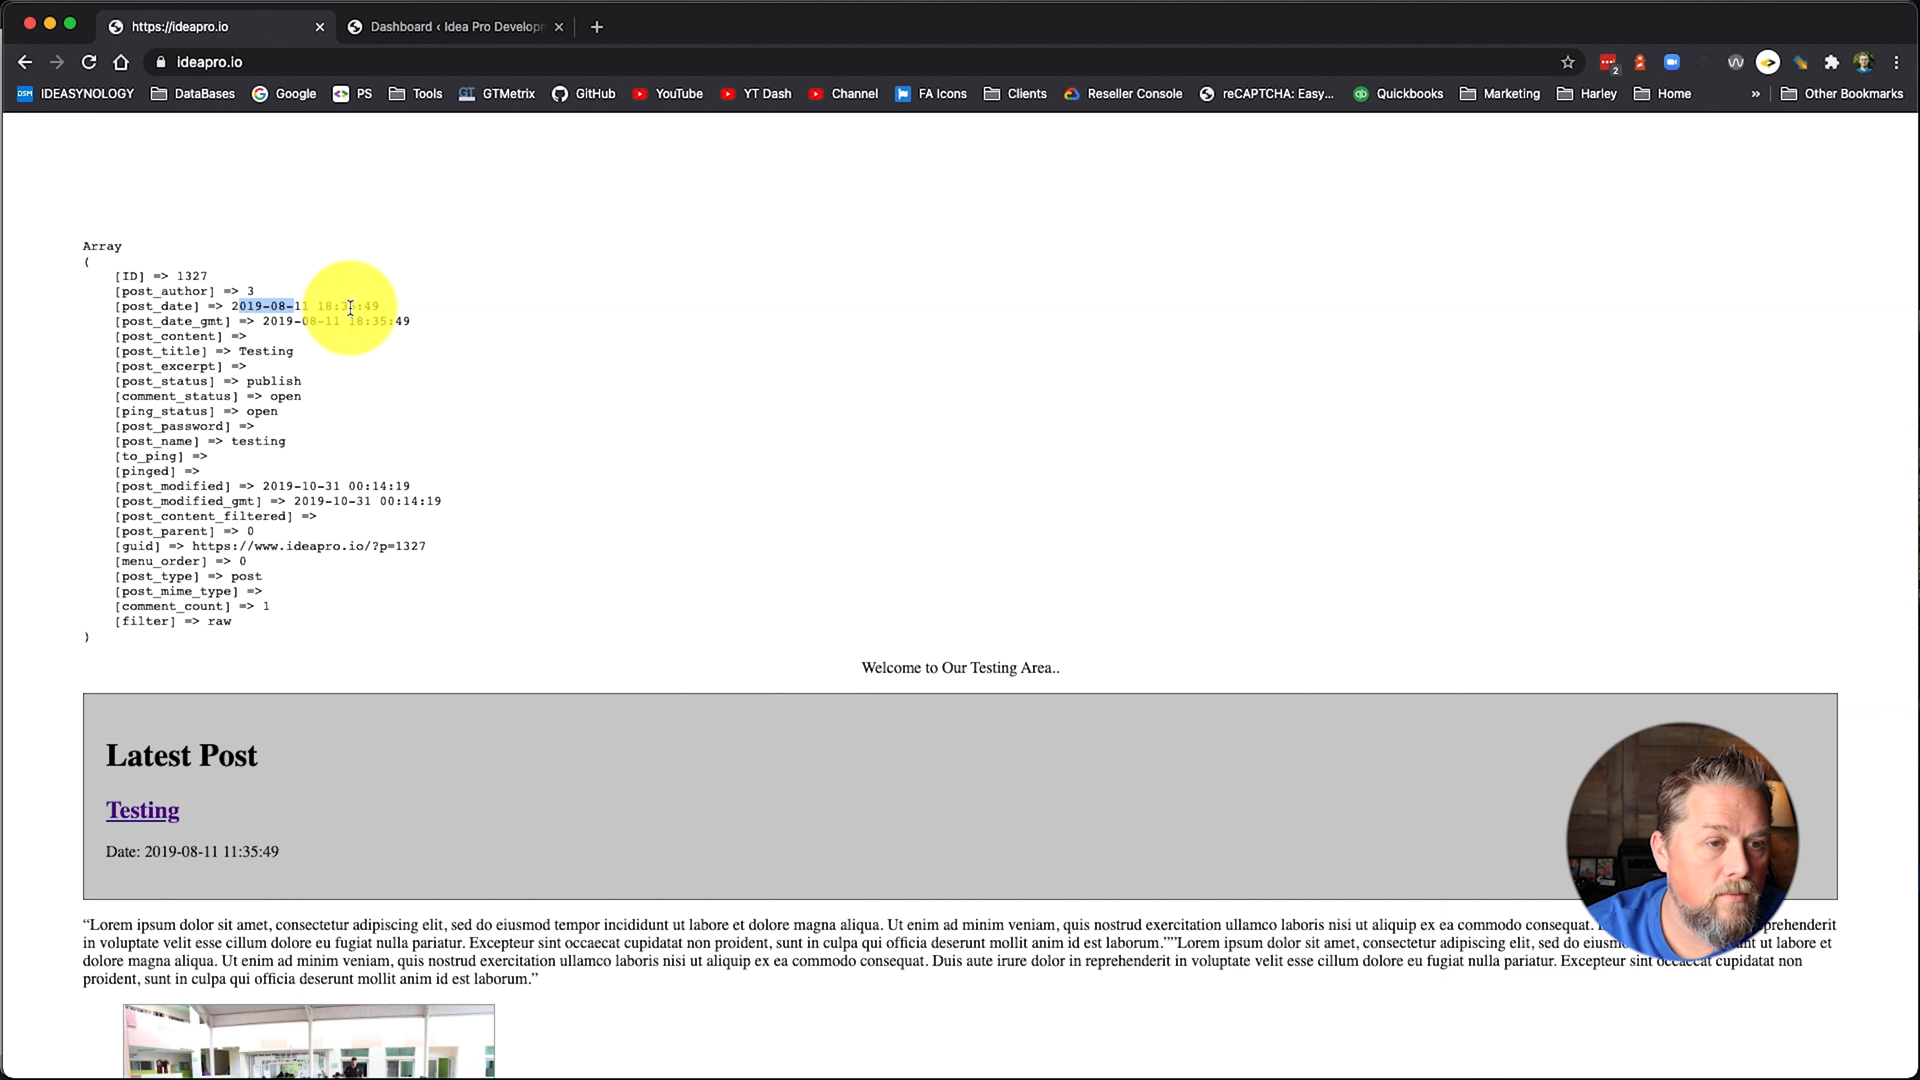 https://ideapro.io
Dashboard ‹ Idea Pro Develop
ideapro.io
2
DSM IDEASYNOLOGY DataBases Google PS Tools GTMetrix GitHub YouTube YT Dash Channel FA Icons Clients Reseller Console reCAPTCHA: Easy... Quickbooks Marketing Harley Home » Other Bookmarks
Array
(
[ID] => 1327
[post_author] => 3
[post_date] => 2019-08-11 18:35:49
[post_date_gmt] => 2019-08-11 18:35:49
[post_content] =>
[post_title] => Testing
[post_excerpt] =>
[post_status] => publish
[comment_status] => open
[ping_status] => open
[post_password] =>
[post_name] => testing
[to_ping] =>
[pinged] =>
[post_modified] => 2019-10-31 00:14:19
[post_modified_gmt] => 2019-10-31 00:14:19
[post_content_filtered] =>
[post_parent] => 0
[guid] => https://www.ideapro.io/?p=1327
[menu_order] => 0
[post_type] => post
[post_mime_type] =>
[comment_count] => 1
[filter] => raw
)
Welcome to Our Testing Area..
Latest Post
Testing
Date: 2019-08-11 11:35:49
“Lorem ipsum dolor sit amet, consectetur adipiscing elit, sed do eiusmod tempor incididunt ut labore et dolore magna aliqua. Ut enim ad minim veniam, quis nostrud exercitation ullamco laboris nisi ut aliquip ex ea commodo consequat.
in voluptate velit esse cillum dolore eu fugiat nulla pariatur. Excepteur sint occaecat cupidatat non proident, sunt in culpa qui officia deserunt mollit anim id est laborum.””Lorem ipsum dolor sit amet, consectetur adipiscing elit, sed do ut labore et
dolore magna aliqua. Ut enim ad minim veniam, quis nostrud exercitation ullamco laboris nisi ut aliquip ex ea commodo consequat. Duis aute irure dolor in reprehenderit in voluptate velit esse cillum dolore eu fugiat nulla pariatur. Excepteur sint occaecat cupidatat non
proident, sunt in culpa qui officia deserunt mollit anim id est laborum.”